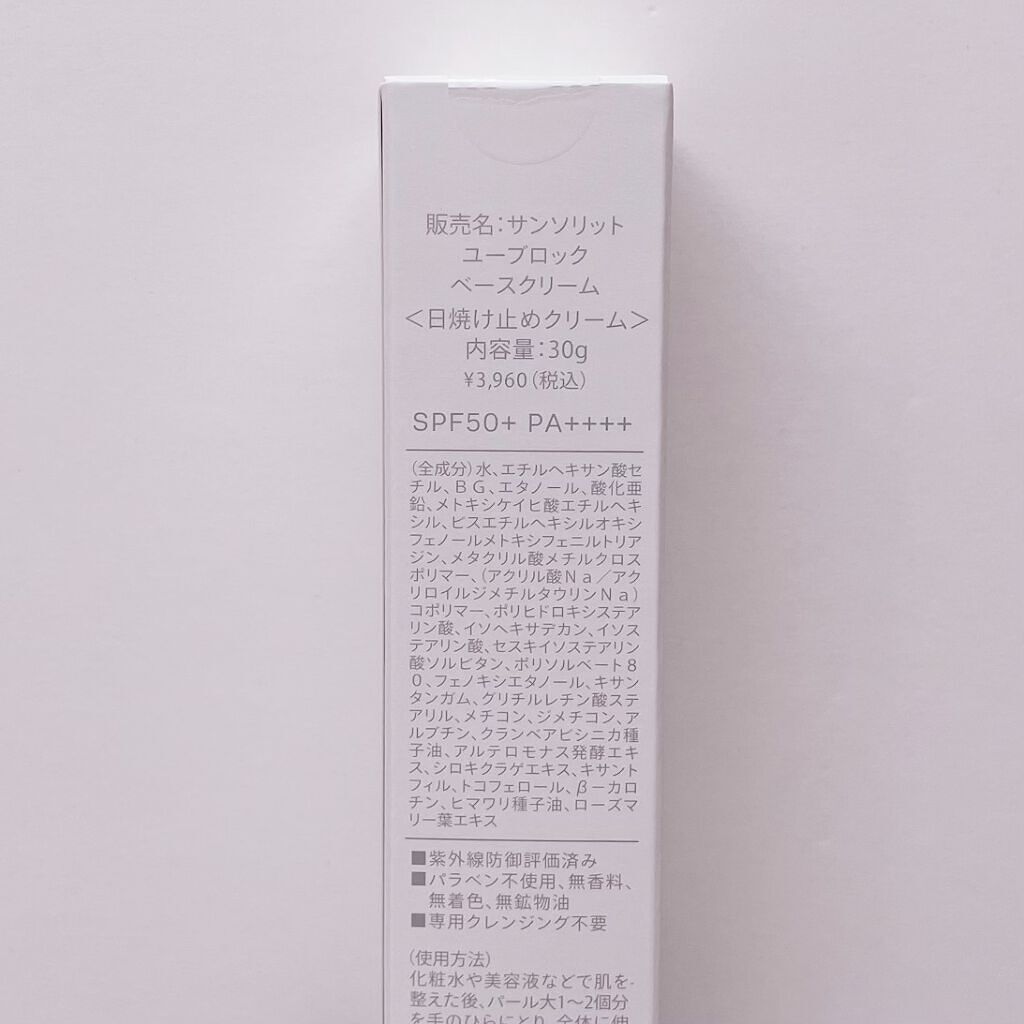 販売名:サンソリット
ユーブロック
ベースクリーム
<日焼け止めクリーム>
内容量:30g
¥3,960(税込)
SPF50+ PA++++
(全成分)水、エチルヘキサン酸セ
チル、BG、エタノール、酸化亜
鉛、メトキシケイヒ酸エチルヘキ
シル、ビスエチルヘキシルオキシ
フェノールメトキシフェニルトリア
ジン、メタクリル酸メチルクロス
ポリマー、(アクリル酸Na/アク
リロイルジメチルタウリンNa)
コポリマー、ポリヒドロキシステア
リン酸、イソヘキサデカン、イソス
テアリン酸、セスキイソステアリン
酸ソルビタン、ポリソルベート8
0、フェノキシエタノール、キサン
タンガム、グリチルレチン酸ステ
アリル、メチコン、ジメチコン、ア
ルブチン、クランベアビシニカ種
子油、アルテロモナス発酵エキ
ス、シロキクラゲエキス、キサント
フィル、トコフェロール、β-カロ
チン、ヒマワリ種子油、ローズマ
リー葉エキス
■紫外線防御評価済み
■パラベン不使用、無香料、
無着色、無鉱物油
■専用クレンジング不要
(使用方法)
化粧水や美容液などで肌を
整えた後、パール大1〜2個分
を手のひらにとり、全体に伸